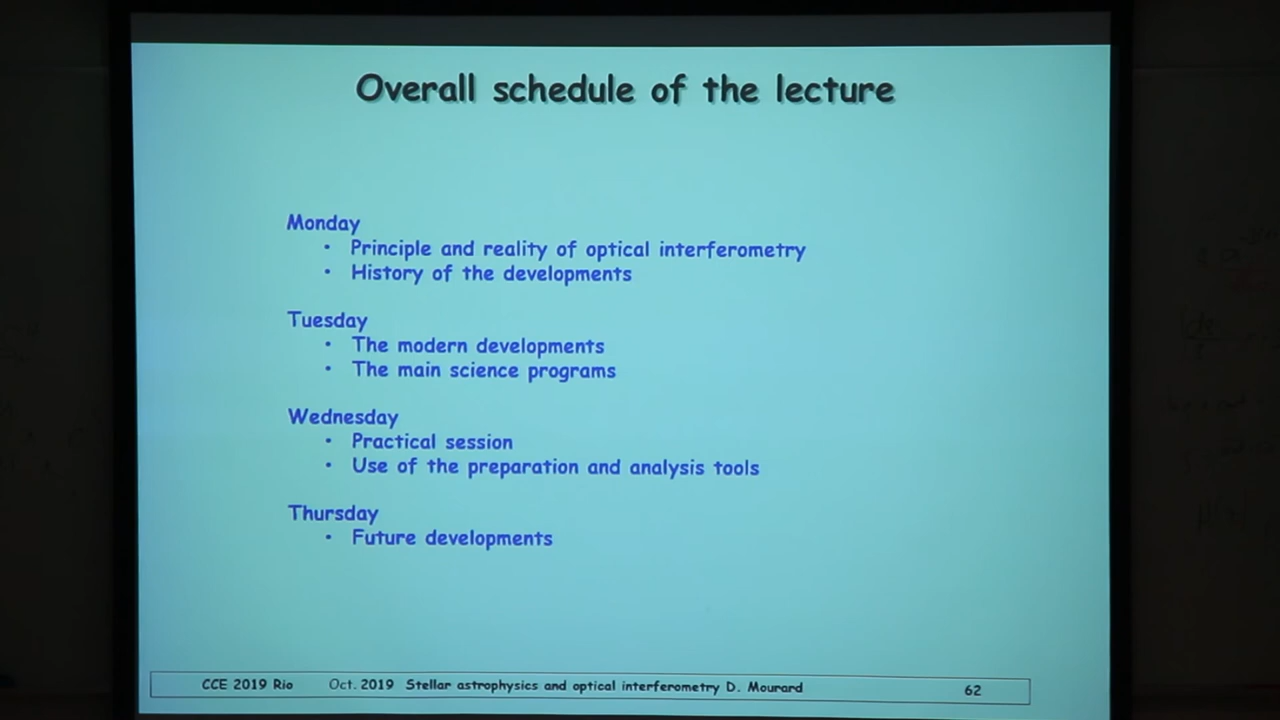 Overall schedule of the lecture
Monday
• Principle and reality of optical interferometry
• History of the developments
Tuesday
• The modern developments
• The main science programs
Wednesday
• Practical session
• Use of the preparation and analysis tools
Thursday
• Future developments
CCE 2019 Rio Oct. 2019 Stellar astrophysics and optical interferometry D. Mourard 62